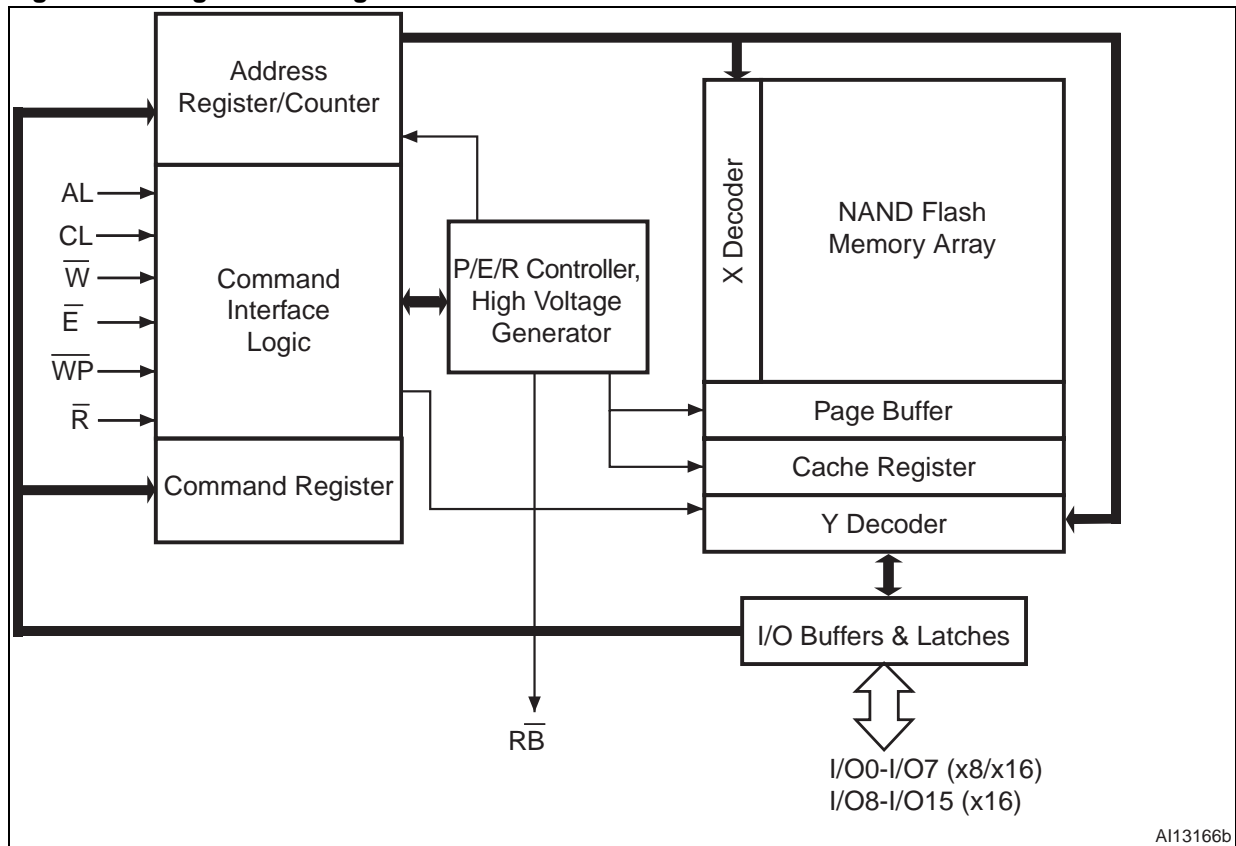 Address
Register/Counter
AL
CL
W̅
E̅
W̅P̅
R̅
Command
Interface
Logic
Command Register
P/E/R Controller,
High Voltage
Generator
X Decoder
NAND Flash
Memory Array
Page Buffer
Cache Register
Y Decoder
I/O Buffers & Latches
RB̅
I/O0-I/O7 (x8/x16)
I/O8-I/O15 (x16)
AI13166b